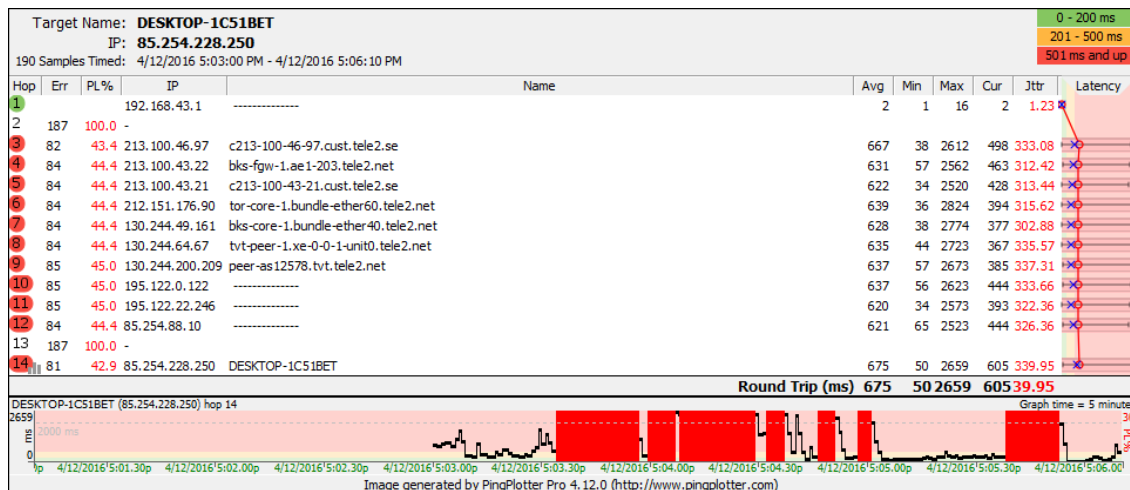 Target Name: DESKTOP-1C51BET
IP: 85.254.228.250
190 Samples Timed: 4/12/2016 5:03:00 PM - 4/12/2016 5:06:10 PM
0 - 200 ms
201 - 500 ms
501 ms and up
Hop Err PL% IP Name Avg Min Max Cur Jttr Latency
1 192.168.43.1 -------------- 2 1 16 2 1.23
2 187 100.0 -
3 82 43.4 213.100.46.97 c213-100-46-97.cust.tele2.se 667 38 2612 498 333.08
4 84 44.4 213.100.43.22 bks-fgw-1.ae1-203.tele2.net 631 57 2562 463 312.42
5 84 44.4 213.100.43.21 c213-100-43-21.cust.tele2.se 622 34 2520 428 313.44
6 84 44.4 212.151.176.90 tor-core-1.bundle-ether60.tele2.net 639 36 2824 394 315.62
7 84 44.4 130.244.49.161 bks-core-1.bundle-ether40.tele2.net 628 38 2774 377 302.88
8 84 44.4 130.244.64.67 tvt-peer-1.xe-0-0-1-unit0.tele2.net 635 44 2723 367 335.57
9 85 45.0 130.244.200.209 peer-as12578.tvt.tele2.net 637 57 2673 385 337.31
10 85 45.0 195.122.0.122 -------------- 637 56 2623 444 333.66
11 85 45.0 195.122.22.246 -------------- 620 34 2573 393 322.36
12 84 44.4 85.254.88.10 -------------- 621 65 2523 444 326.36
13 187 100.0 -
14 81 42.9 85.254.228.250 DESKTOP-1C51BET 675 50 2659 605 339.95
Round Trip (ms) 675 50 2659 605 39.95
DESKTOP-1C51BET (85.254.228.250) hop 14 Graph time = 5 minute
2659 30
2000 ms
ms PL%
0
p 4/12/2016 5:01.30p 4/12/2016 5:02.00p 4/12/2016 5:02.30p 4/12/2016 5:03.00p 4/12/2016 5:03.30p 4/12/2016 5:04.00p 4/12/2016 5:04.30p 4/12/2016 5:05.00p 4/12/2016 5:05.30p 4/12/2016 5:06.00
Image generated by PingPlotter Pro 4.12.0 (http://www.pingplotter.com)